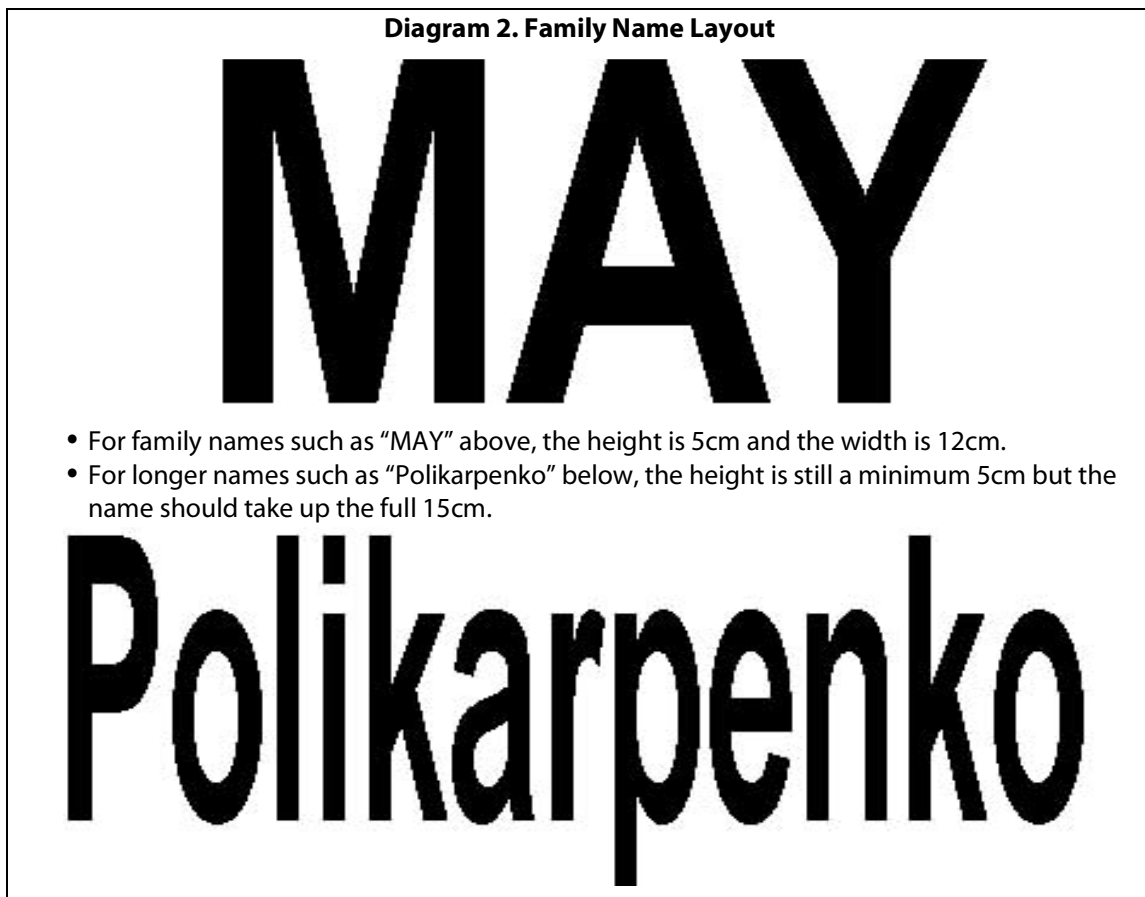 Diagram 2. Family Name Layout
MAY
• For family names such as “MAY” above, the height is 5cm and the width is 12cm.
• For longer names such as “Polikarpenko” below, the height is still a minimum 5cm but the
name should take up the full 15cm.
Polikarpenko